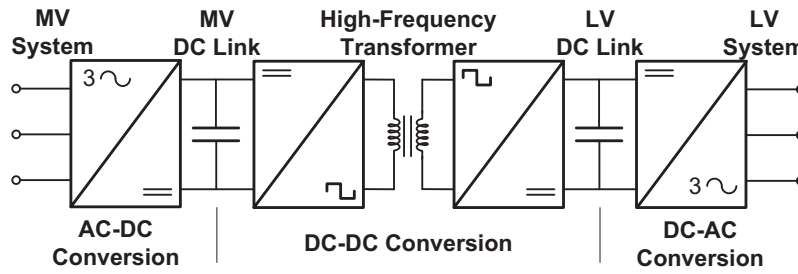 MV
System
MV
DC Link
High-Frequency
Transformer
LV
DC Link
LV
System
3
3
AC-DC
Conversion
DC-DC Conversion
DC-AC
Conversion